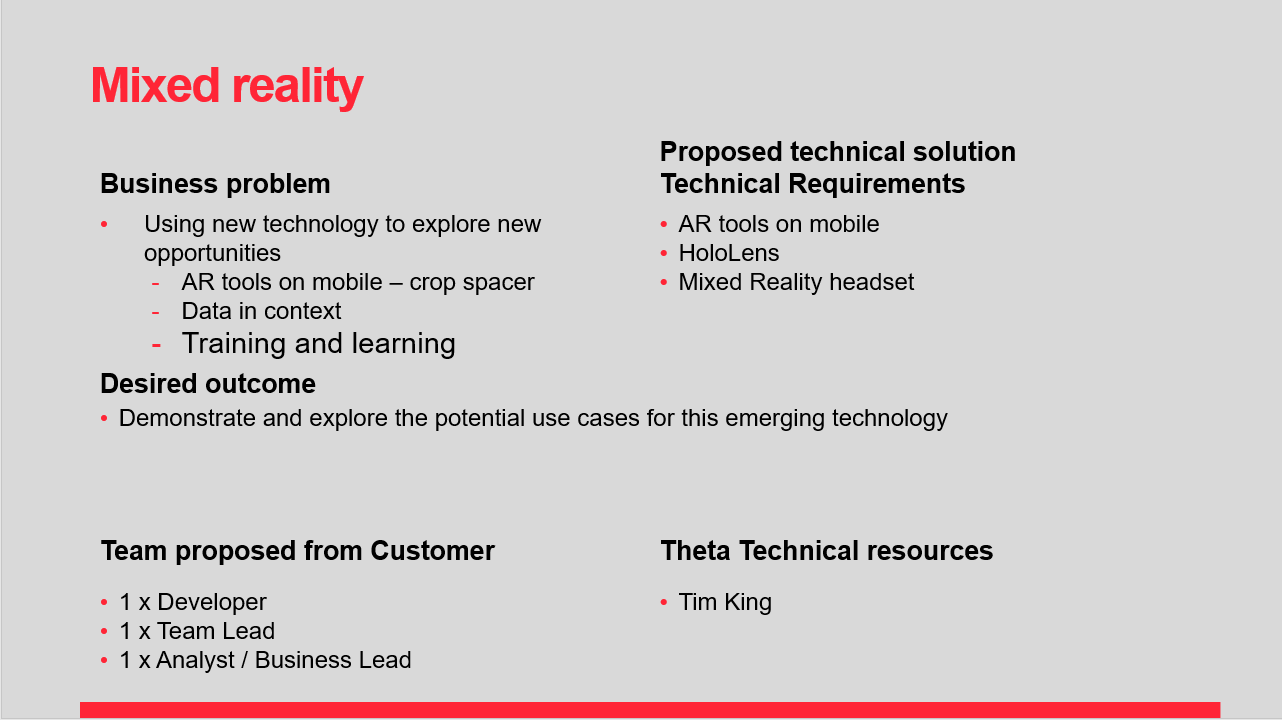 Mixed reality
Business problem
• Using new technology to explore new
opportunities
- AR tools on mobile – crop spacer
- Data in context
- Training and learning
Proposed technical solution
Technical Requirements
• AR tools on mobile
• HoloLens
• Mixed Reality headset
Desired outcome
• Demonstrate and explore the potential use cases for this emerging technology
Team proposed from Customer
• 1 x Developer
• 1 x Team Lead
• 1 x Analyst / Business Lead
Theta Technical resources
• Tim King